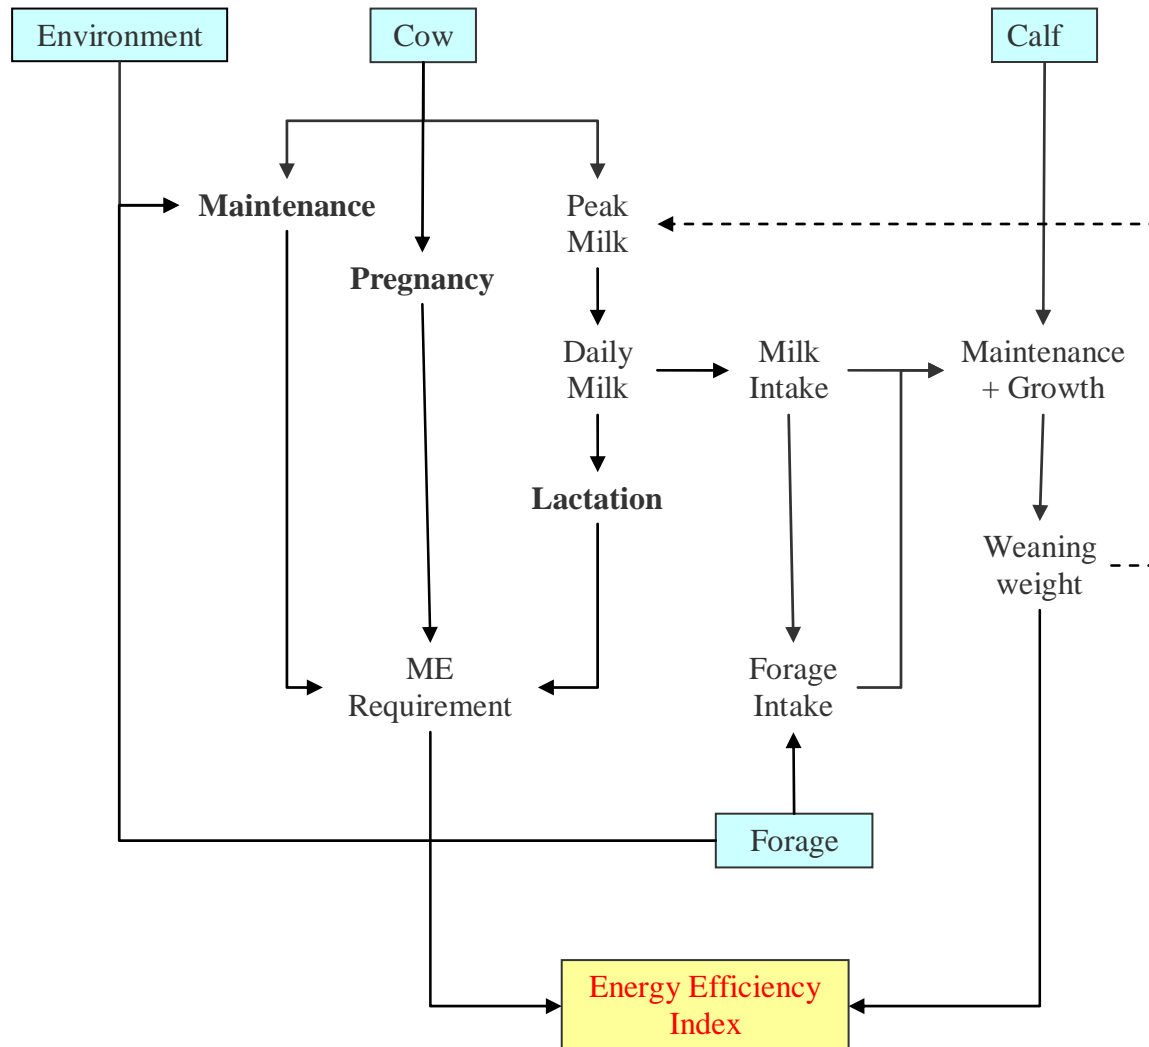 Environment
Cow
Calf
Maintenance
Peak
Milk
Pregnancy
Daily
Milk
Milk
Intake
Maintenance
+ Growth
Lactation
Weaning
weight
ME
Requirement
Forage
Intake
Forage
Energy Efficiency
Index